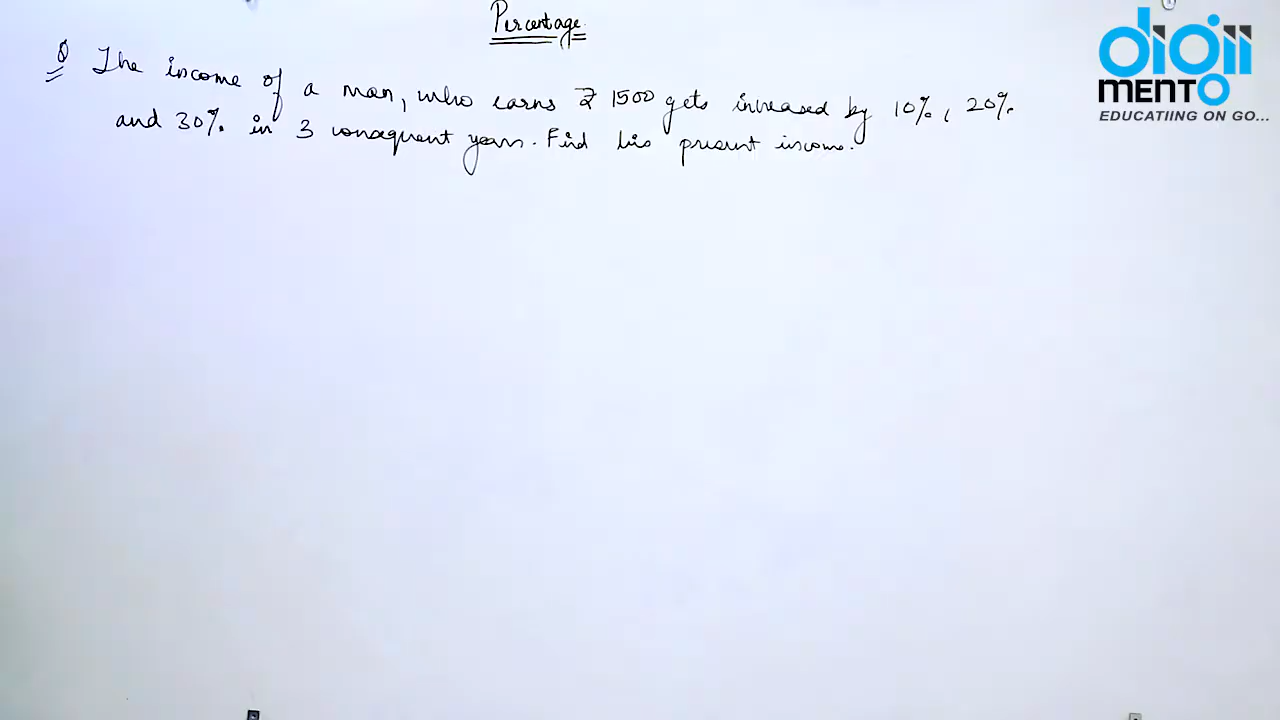 Percentage
Q The income of a man, who earns ₹ 1500 gets increased by 10%, 20%
and 30% in 3 consequent years. Find his present income.
digii
MENTO
EDUCATIING ON GO...